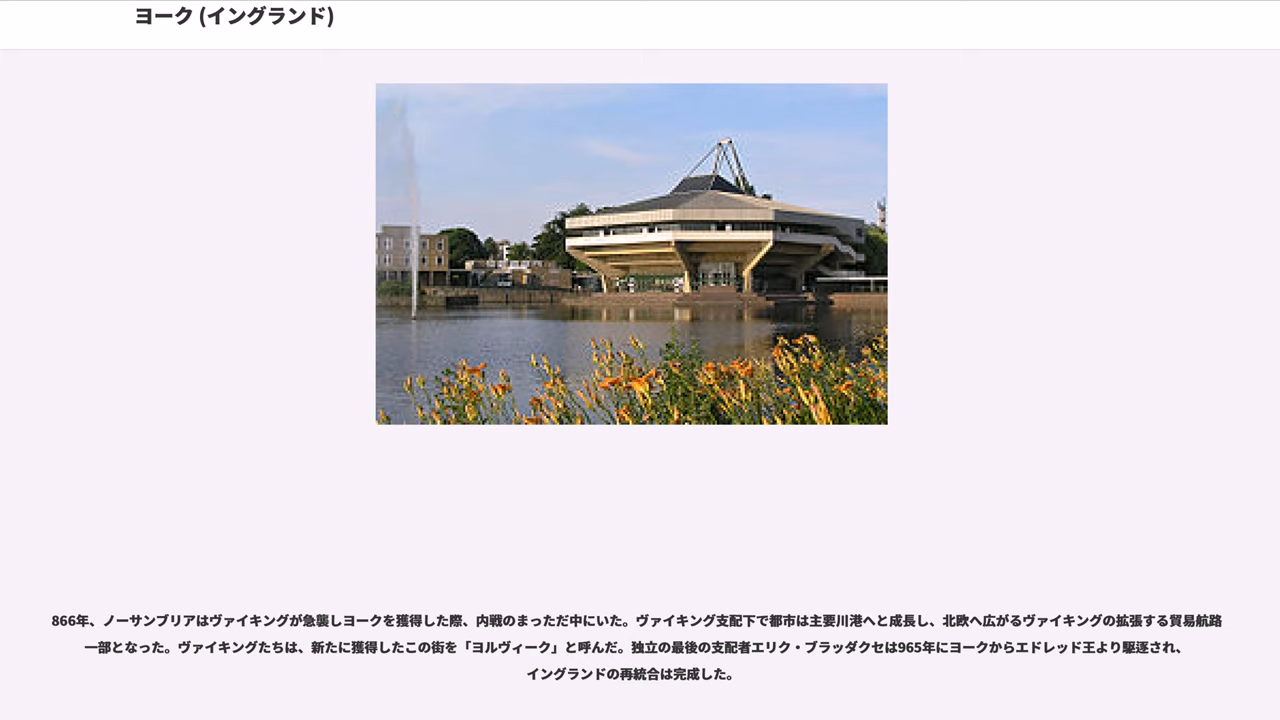 ヨーク (イングランド)
866年、ノーサンブリアはヴァイキングが急襲しヨークを獲得した際、内戦のまっただ中にいた。ヴァイキング支配下で都市は主要川港へと成長し、北欧へ広がるヴァイキングの拡張する貿易航路
一部となった。ヴァイキングたちは、新たに獲得したこの街を「ヨルヴィーク」と呼んだ。独立の最後の支配者エリク・ブラッダクセは965年にヨークからエドレッド王より駆逐され、
イングランドの再統合は完成した。